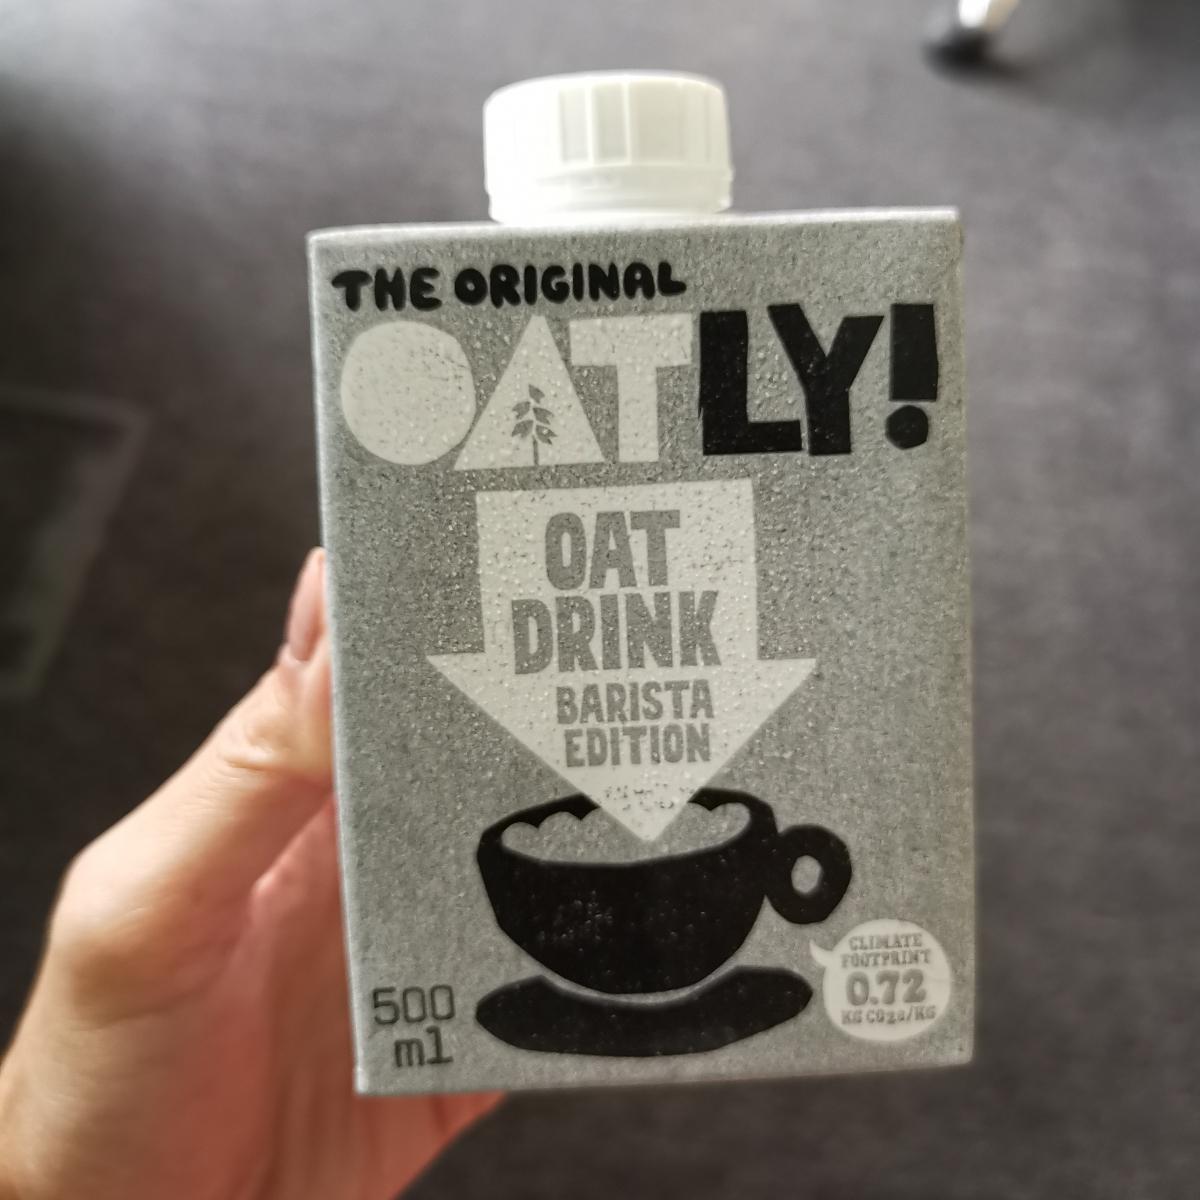 THE ORIGINAL
OATLY!
OAT
DRINK
BARISTA
EDITION
500
ml
CLIMATE
FOOTPRINT
0.72
KG CO2e/KG